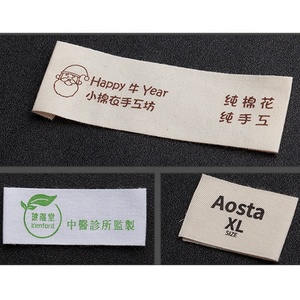 Happy 牛 Year
小棉花手工坊
纯棉花
纯手工
中醫診所監製
Aosta
XL
SIZE